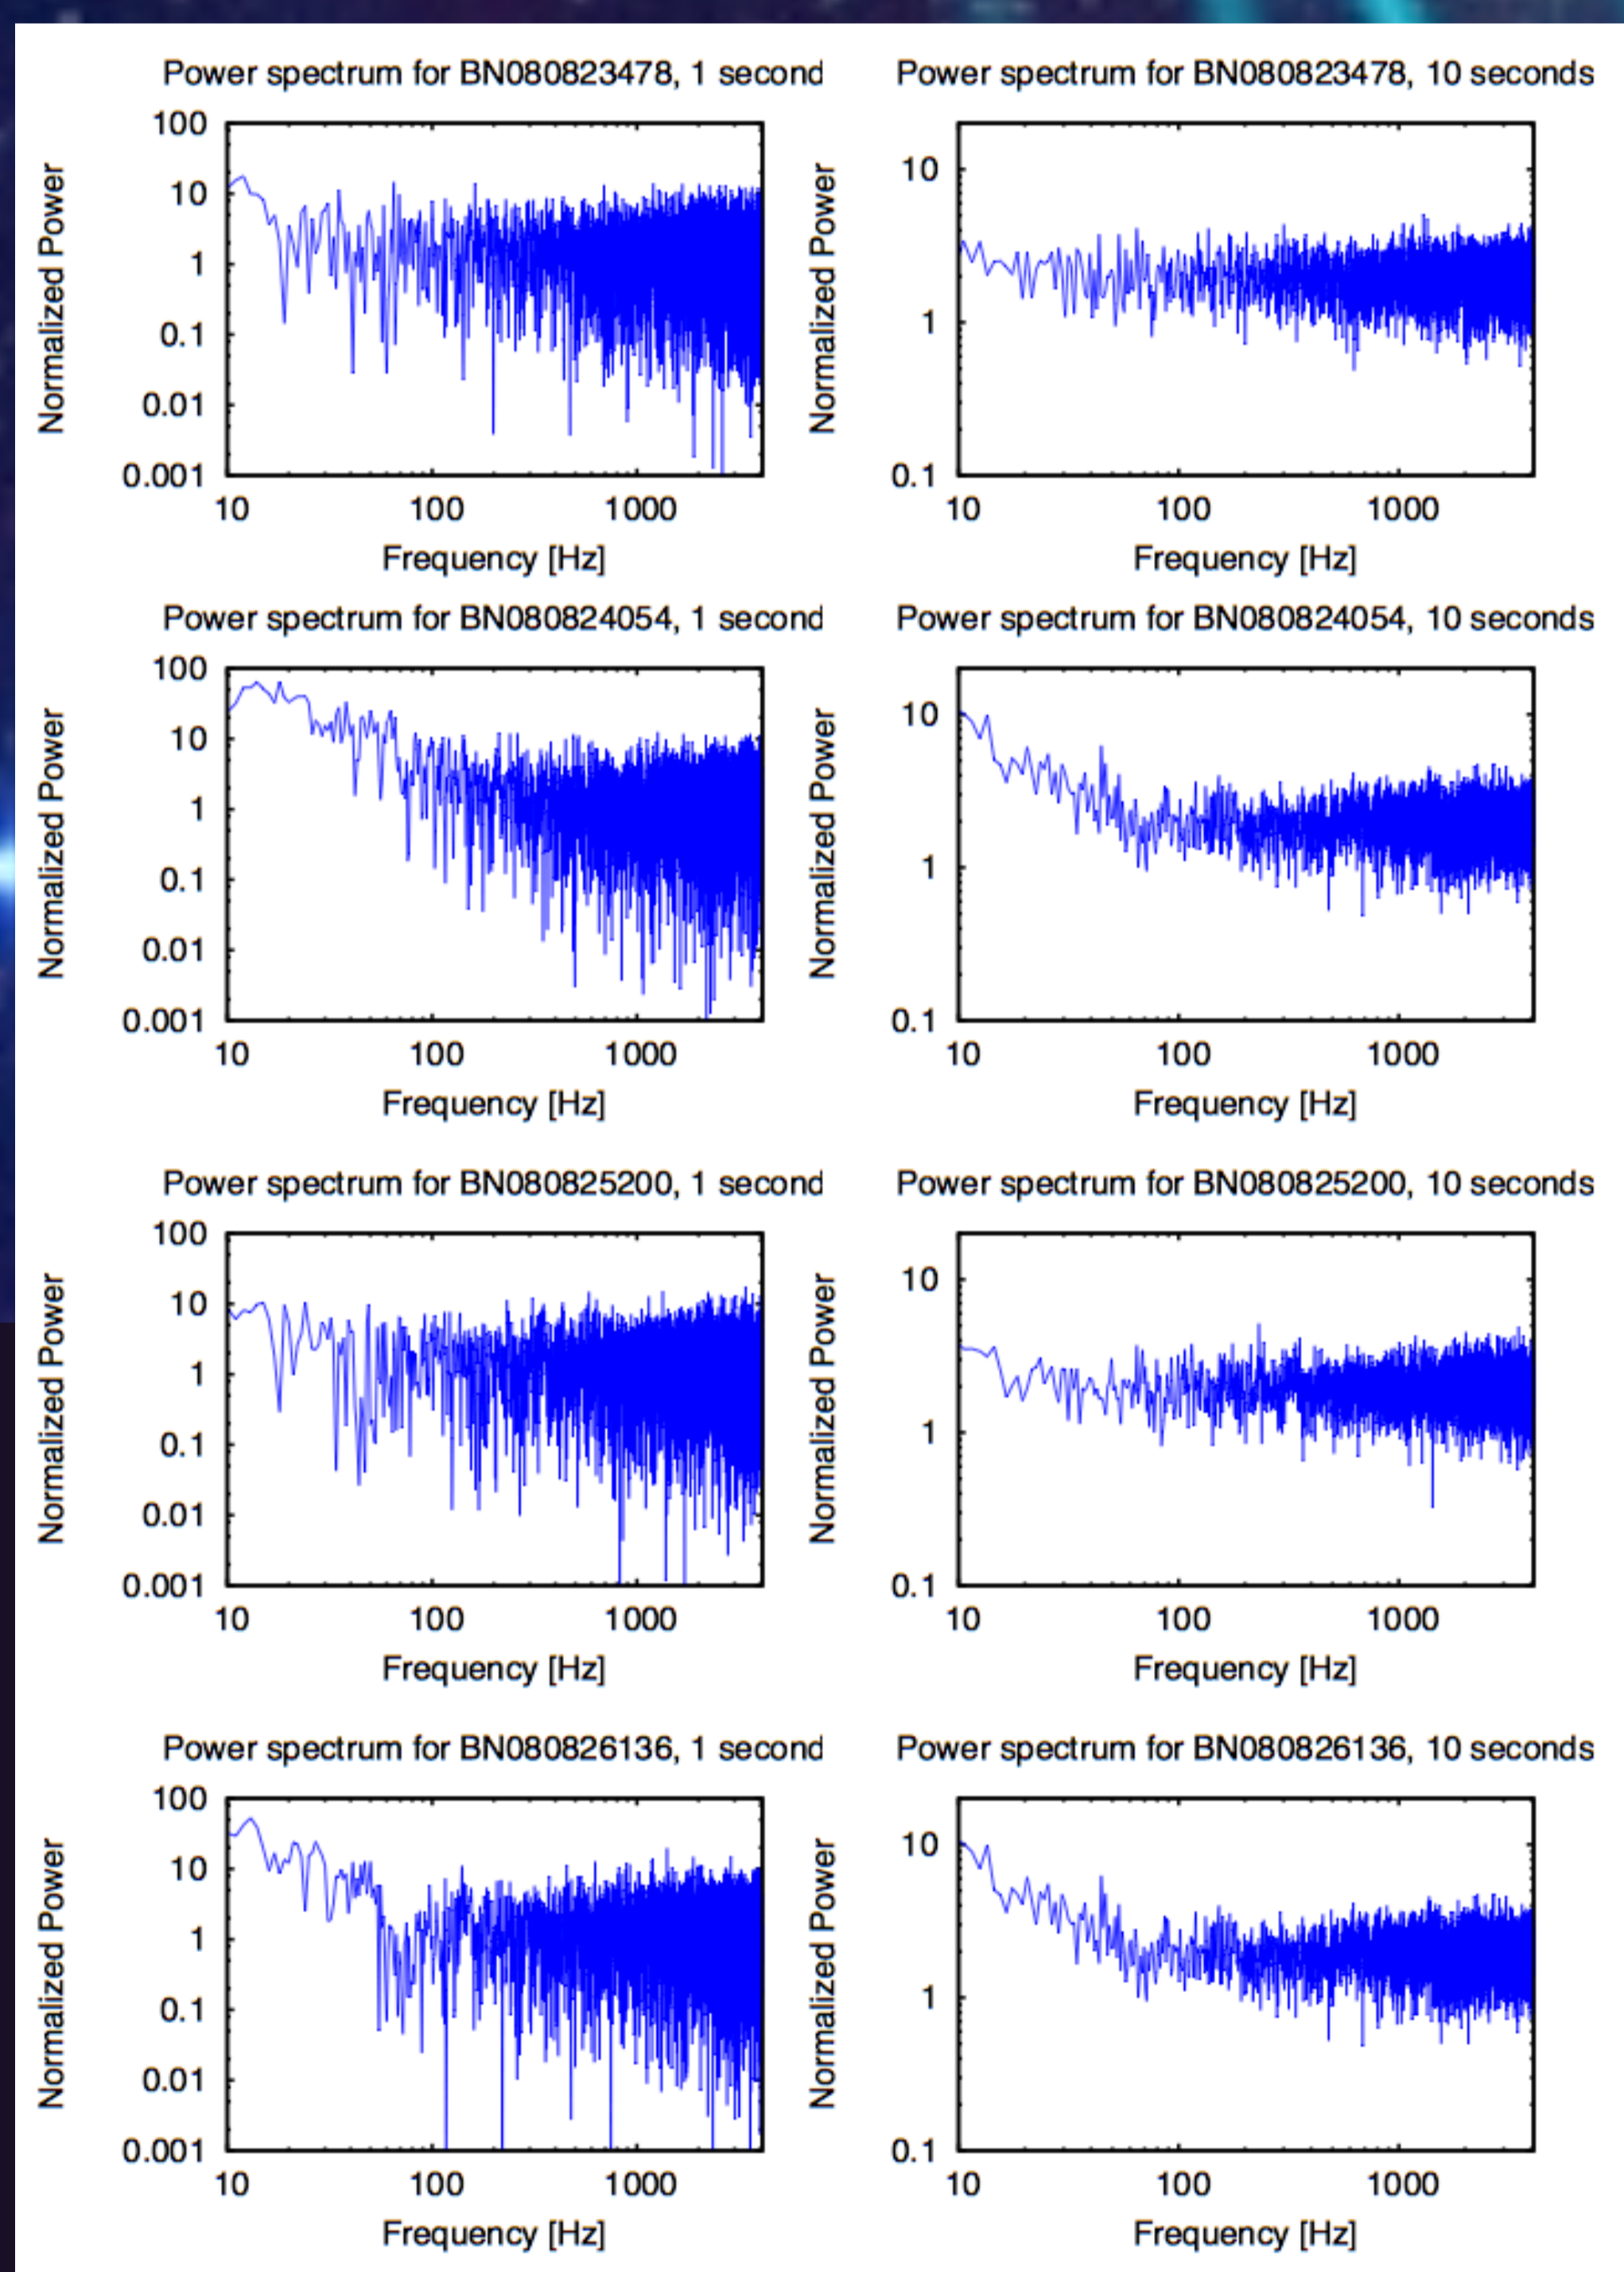 Power spectrum for BN080823478, 1 second
Normalized Power
100
10
1
0.1
0.01
0.001
10 100 1000
Frequency [Hz]
Power spectrum for BN080823478, 10 seconds
Normalized Power
10
1
0.1
10 100 1000
Frequency [Hz]
Power spectrum for BN080824054, 1 second
Normalized Power
100
10
1
0.1
0.01
0.001
10 100 1000
Frequency [Hz]
Power spectrum for BN080824054, 10 seconds
Normalized Power
10
1
0.1
10 100 1000
Frequency [Hz]
Power spectrum for BN080825200, 1 second
Normalized Power
100
10
1
0.1
0.01
0.001
10 100 1000
Frequency [Hz]
Power spectrum for BN080825200, 10 seconds
Normalized Power
10
1
0.1
10 100 1000
Frequency [Hz]
Power spectrum for BN080826136, 1 second
Normalized Power
100
10
1
0.1
0.01
0.001
10 100 1000
Frequency [Hz]
Power spectrum for BN080826136, 10 seconds
Normalized Power
10
1
0.1
10 100 1000
Frequency [Hz]